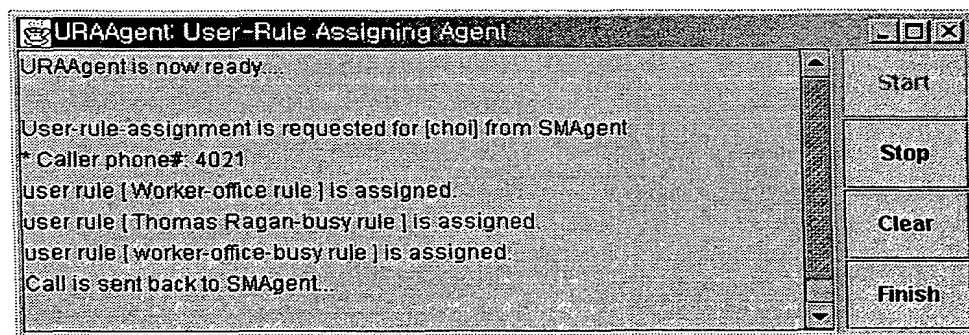 URAAgent: User-Rule Assigning Agent
URAAgent is now ready....
User-rule-assignment is requested for [choi] from SMAgent
* Caller phone#: 4021
user rule [ Worker-office rule ] is assigned.
user rule [ Thomas Ragan-busy rule ] is assigned.
user rule [ worker-office-busy rule ] is assigned.
Call is sent back to SMAgent...
Start
Stop
Clear
Finish